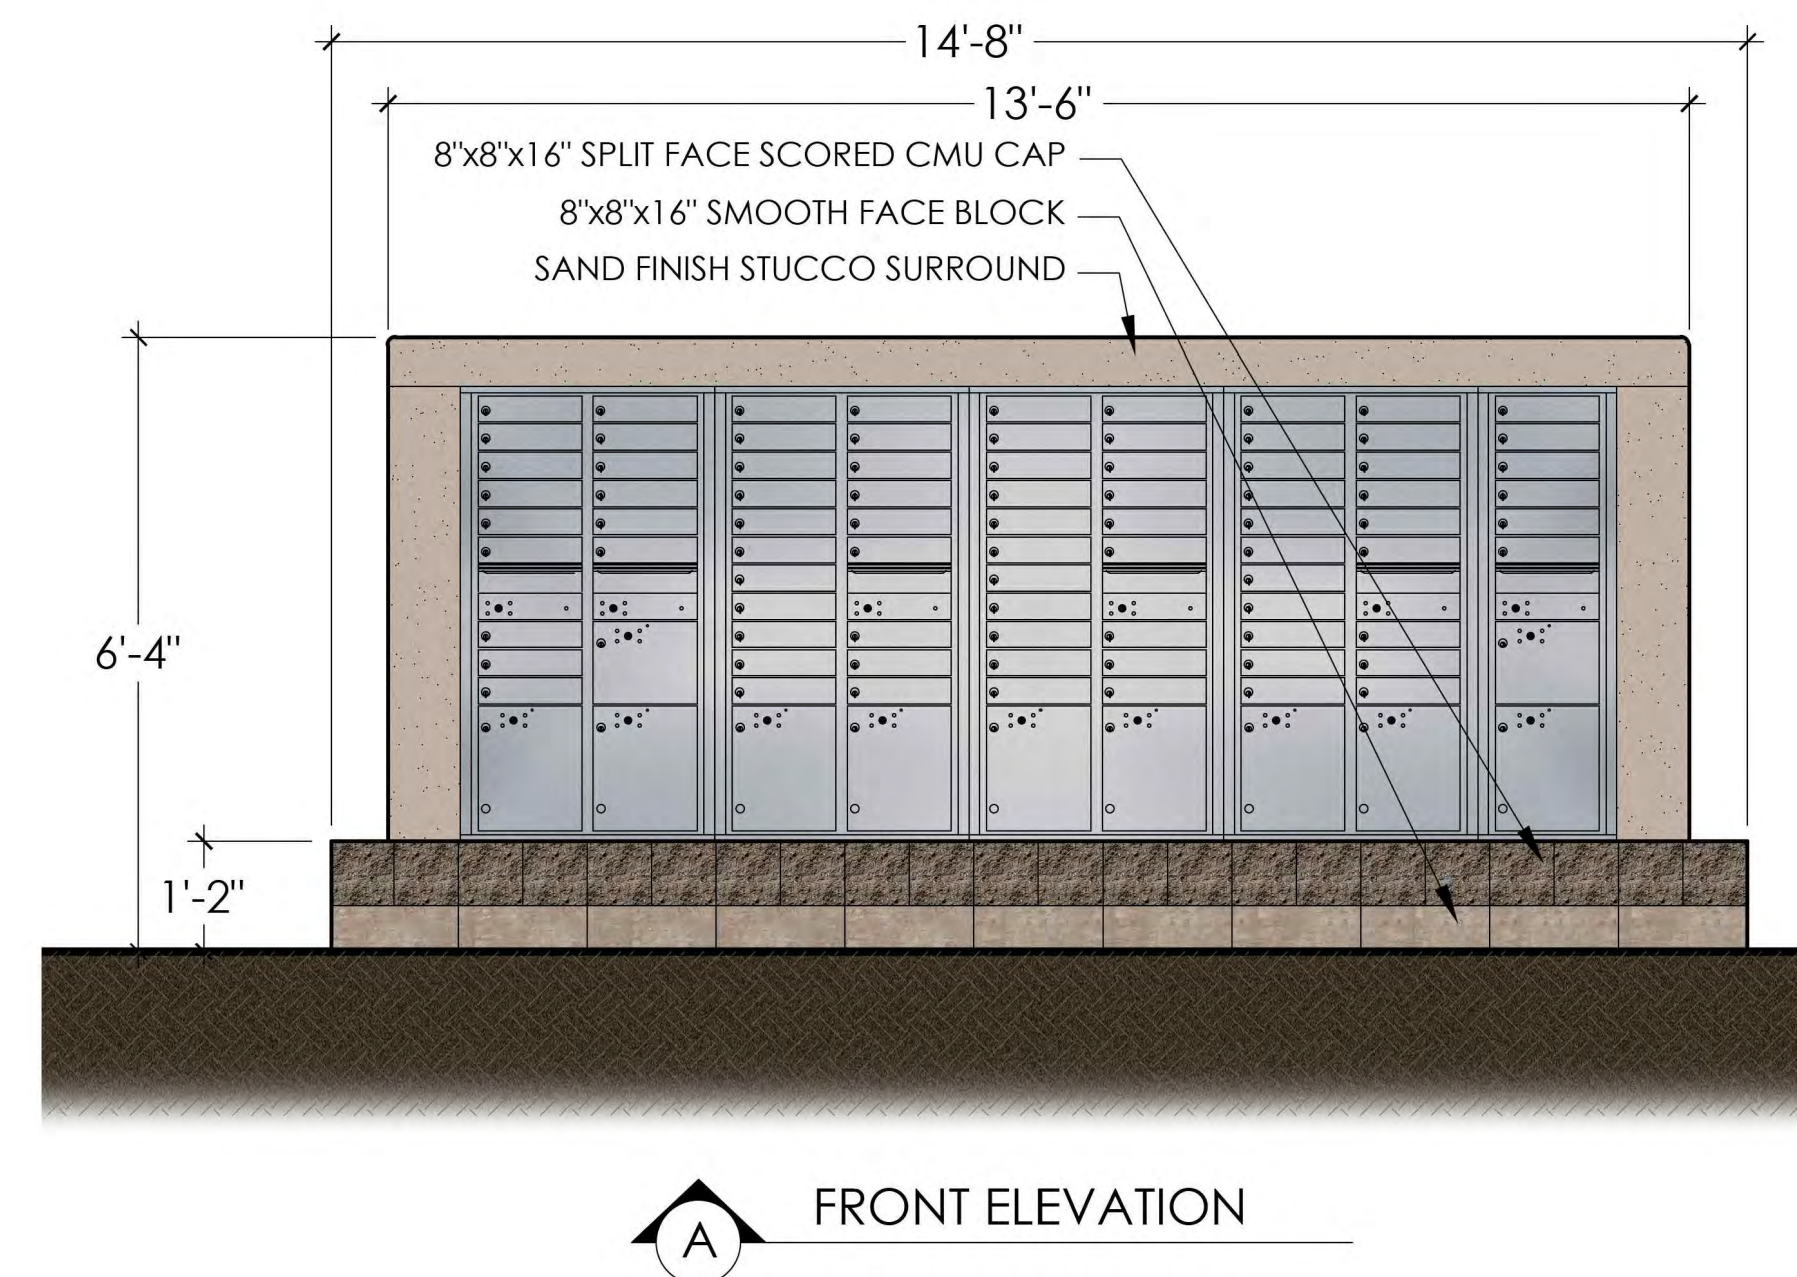 14'-8"
13'-6"
8"x8"x16" SPLIT FACE SCORED CMU CAP
8"x8"x16" SMOOTH FACE BLOCK
SAND FINISH STUCCO SURROUND
6'-4"
1'-2"
FRONT ELEVATION
A